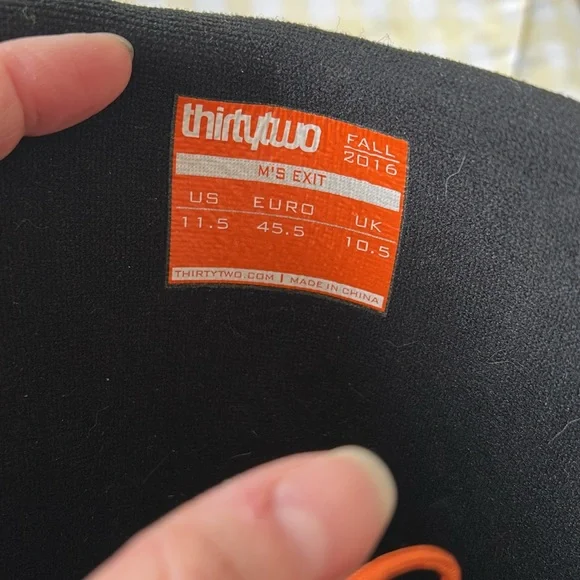 thirtytwo
FALL
2016
M'S EXIT
US EURO UK
11.5 45.5 10.5
THIRTYTWO.COM | MADE IN CHINA